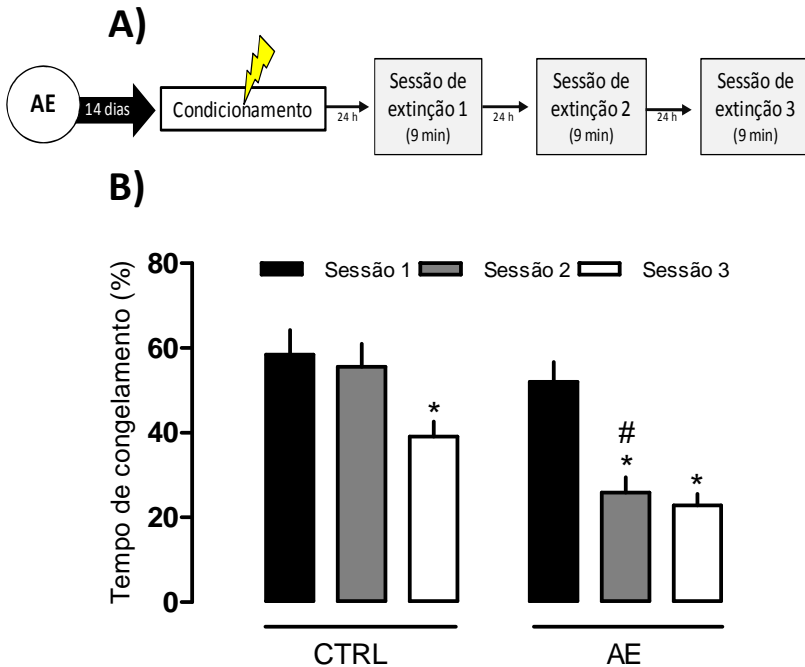 A)
AE
14 dias
Condicionamento
24 h
Sessão de
extinção 1
(9 min)
24 h
Sessão de
extinção 2
(9 min)
24 h
Sessão de
extinção 3
(9 min)
B)
Tempo de congelamento (%)
80
60
40
20
0
Sessão 1
Sessão 2
Sessão 3
*
#
*
*
CTRL
AE